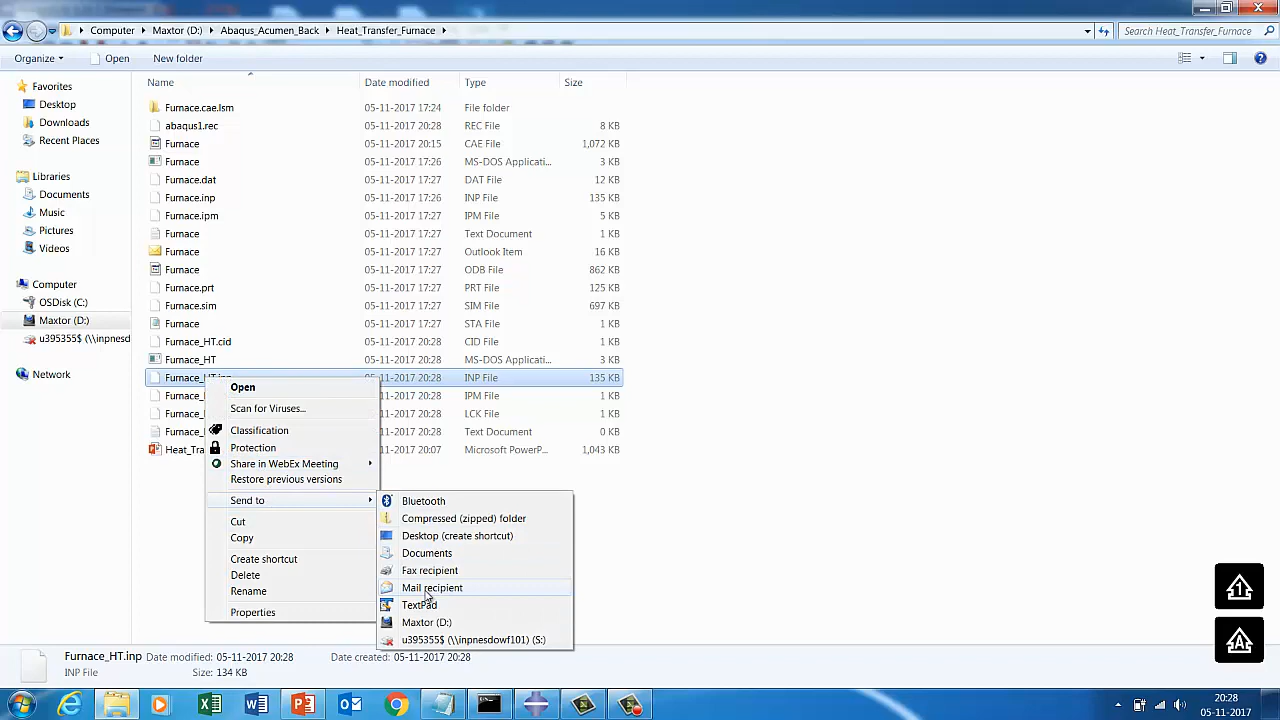 Computer ▸ Maxtor (D:) ▸ Abaqus_Acumen_Back ▸ Heat_Transfer_Furnace ▸
Search Heat_Transfer_Furnace
Organize Open New folder
Name Date modified Type Size
Favorites
Desktop
Downloads
Recent Places
Libraries
Documents
Music
Pictures
Videos
Computer
OSDisk (C:)
Maxtor (D:)
u395355$ (\\inpnesd
Network
Furnace.cae.lsm 05-11-2017 17:24 File folder
abaqus1.rec 05-11-2017 20:28 REC File 8 KB
Furnace 05-11-2017 20:15 CAE File 1,072 KB
Furnace 05-11-2017 17:26 MS-DOS Applicati... 3 KB
Furnace.dat 05-11-2017 17:27 DAT File 12 KB
Furnace.inp 05-11-2017 17:26 INP File 135 KB
Furnace.ipm 05-11-2017 17:27 IPM File 5 KB
Furnace 05-11-2017 17:27 Text Document 1 KB
Furnace 05-11-2017 17:27 Outlook Item 16 KB
Furnace 05-11-2017 17:27 ODB File 862 KB
Furnace.prt 05-11-2017 17:27 PRT File 125 KB
Furnace.sim 05-11-2017 17:27 SIM File 697 KB
Furnace 05-11-2017 17:27 STA File 1 KB
Furnace_HT.cid 05-11-2017 20:28 CID File 1 KB
Furnace_HT 05-11-2017 20:28 MS-DOS Applicati... 3 KB
Furnace_HT.inp 05-11-2017 20:28 INP File 135 KB
Furnace_ 05-11-2017 20:28 IPM File 1 KB
Furnace_ 05-11-2017 20:28 LCK File 1 KB
Furnace_ 05-11-2017 20:28 Text Document 0 KB
Heat_Tra 05-11-2017 20:07 Microsoft PowerP... 1,043 KB
Open
Scan for Viruses...
Classification
Protection
Share in WebEx Meeting
Restore previous versions
Send to
Cut
Copy
Create shortcut
Delete
Rename
Properties
Bluetooth
Compressed (zipped) folder
Desktop (create shortcut)
Documents
Fax recipient
Mail recipient
TextPad
Maxtor (D:)
u395355$ (\\inpnesdowf101) (S:)
Furnace_HT.inp Date modified: 05-11-2017 20:28 Date created: 05-11-2017 20:28
INP File Size: 134 KB
1
A
20:28
05-11-2017